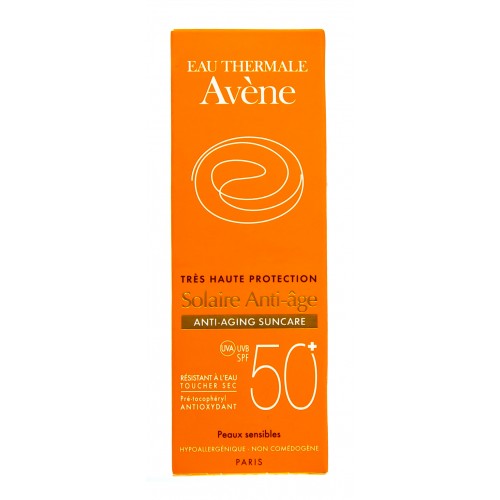 EAU THERMALE
Avène
TRÈS HAUTE PROTECTION
Solaire Anti-âge
ANTI-AGING SUNCARE
UVA UVB
SPF
50+
RÉSISTANT À L'EAU
TOUCHER SEC
Pré-tocophéryl
ANTIOXYDANT
Peaux sensibles
HYPOALLERGÉNIQUE - NON COMÉDOGÈNE
PARIS